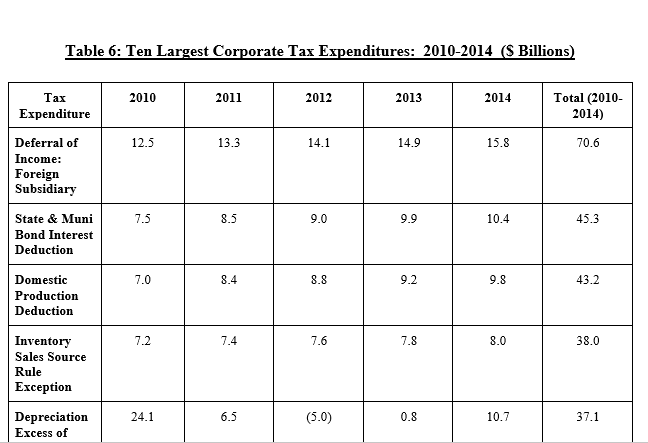 Table 6: Ten Largest Corporate Tax Expenditures: 2010-2014 ($ Billions)
Tax Expenditure 2010 2011 2012 2013 2014 Total (2010-2014)
Deferral of Income: Foreign Subsidiary 12.5 13.3 14.1 14.9 15.8 70.6
State & Muni Bond Interest Deduction 7.5 8.5 9.0 9.9 10.4 45.3
Domestic Production Deduction 7.0 8.4 8.8 9.2 9.8 43.2
Inventory Sales Source Rule Exception 7.2 7.4 7.6 7.8 8.0 38.0
Depreciation Excess of 24.1 6.5 (5.0) 0.8 10.7 37.1